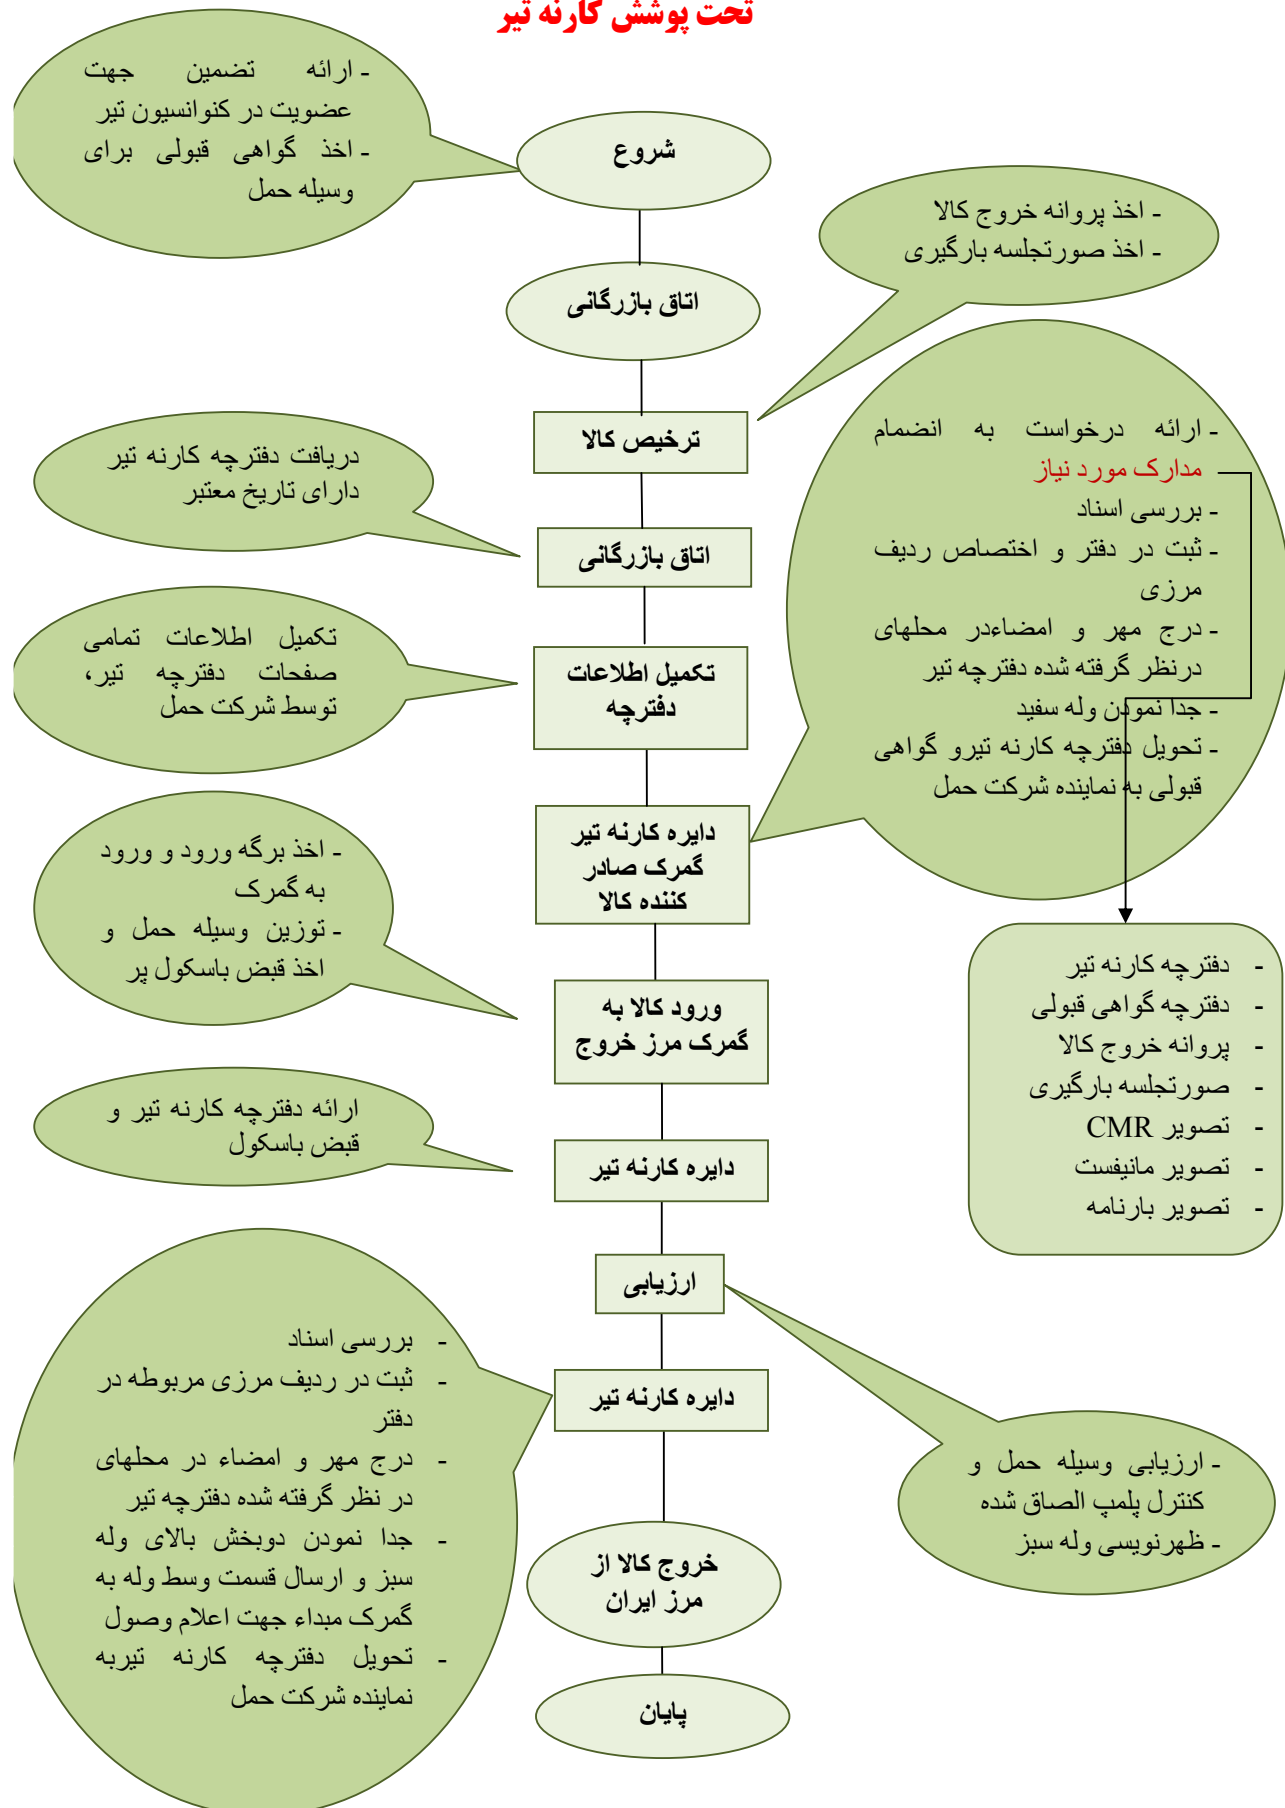 تحت پوشش کارنه تیر
- ارائه تضمین جهت
عضویت در کنوانسیون تیر
- اخذ گواهی قبولی برای
وسیله حمل
شروع
- اخذ پروانه خروج کالا
- اخذ صورتجلسه بارگیری
اتاق بازرگانی
ترخیص کالا
دریافت دفترچه کارنه تیر
دارای تاریخ معتبر
اتاق بازرگانی
- ارائه درخواست به انضمام
مدارک مورد نیاز
- بررسی اسناد
- ثبت در دفتر و اختصاص ردیف
مرزی
- درج مهر و امضاءدر محلهای
درنظر گرفته شده دفترچه تیر
- جدا نمودن وله سفید
- تحویل دفترچه کارنه تیرو گواهی
قبولی به نماینده شرکت حمل
تکمیل اطلاعات تمامی
صفحات دفترچه تیر،
توسط شرکت حمل
تکمیل اطلاعات
دفترچه
دایره کارنه تیر
گمرک صادر
کننده کالا
- اخذ برگه ورود و ورود
به گمرک
- توزین وسیله حمل و
اخذ قبض باسکول پر
ورود کالا به
گمرک مرز خروج
- دفترچه کارنه تیر
- دفترچه گواهی قبولی
- پروانه خروج کالا
- صورتجلسه بارگیری
- تصویر CMR
- تصویر مانیفست
- تصویر بارنامه
ارائه دفترچه کارنه تیر و
قبض باسکول
دایره کارنه تیر
ارزیابی
- بررسی اسناد
- ثبت در ردیف مرزی مربوطه در
دفتر
- درج مهر و امضاء در محلهای
در نظر گرفته شده دفترچه تیر
- جدا نمودن دوبخش بالای وله
سبز و ارسال قسمت وسط وله به
گمرک مبداء جهت اعلام وصول
- تحویل دفترچه کارنه تیربه
نماینده شرکت حمل
دایره کارنه تیر
- ارزیابی وسیله حمل و
کنترل پلمپ الصاق شده
- ظهرنویسی وله سبز
خروج کالا از
مرز ایران
پایان